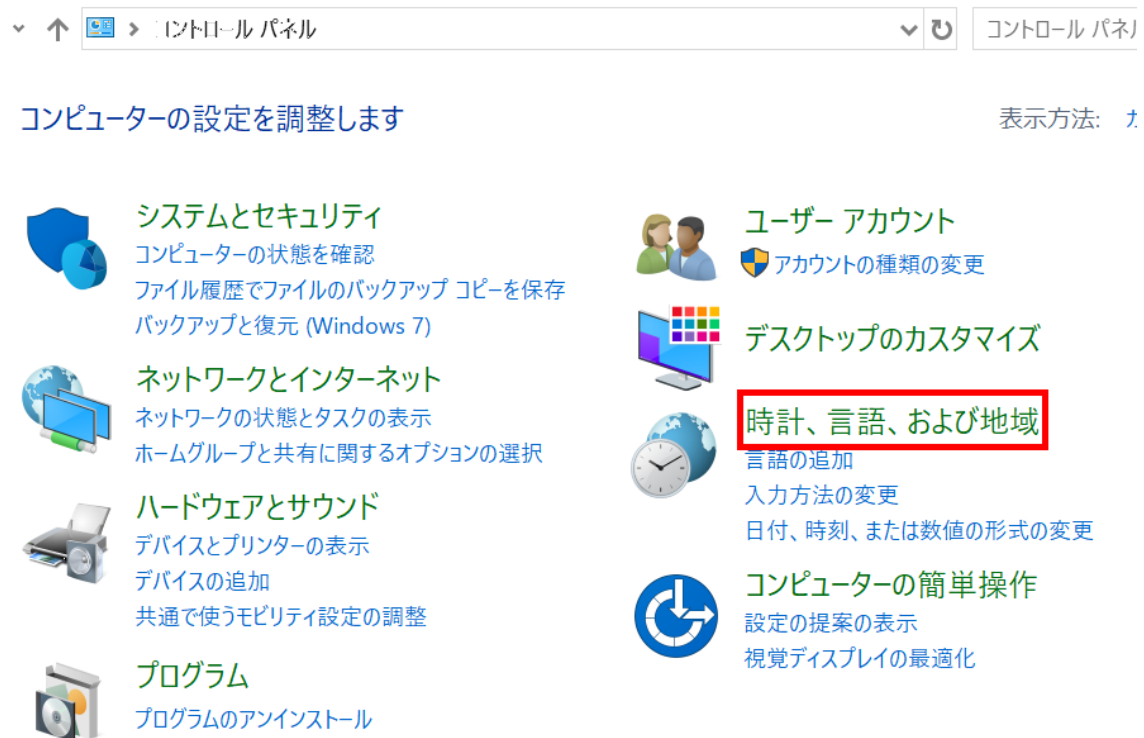 コントロール パネル
コントロール パネル
コンピューターの設定を調整します
表示方法:
システムとセキュリティ
コンピューターの状態を確認
ファイル履歴でファイルのバックアップ コピーを保存
バックアップと復元 (Windows 7)
ネットワークとインターネット
ネットワークの状態とタスクの表示
ホームグループと共有に関するオプションの選択
ハードウェアとサウンド
デバイスとプリンターの表示
デバイスの追加
共通で使うモビリティ設定の調整
プログラム
プログラムのアンインストール
ユーザー アカウント
アカウントの種類の変更
デスクトップのカスタマイズ
時計、言語、および地域
言語の追加
入力方法の変更
日付、時刻、または数値の形式の変更
コンピューターの簡単操作
設定の提案の表示
視覚ディスプレイの最適化